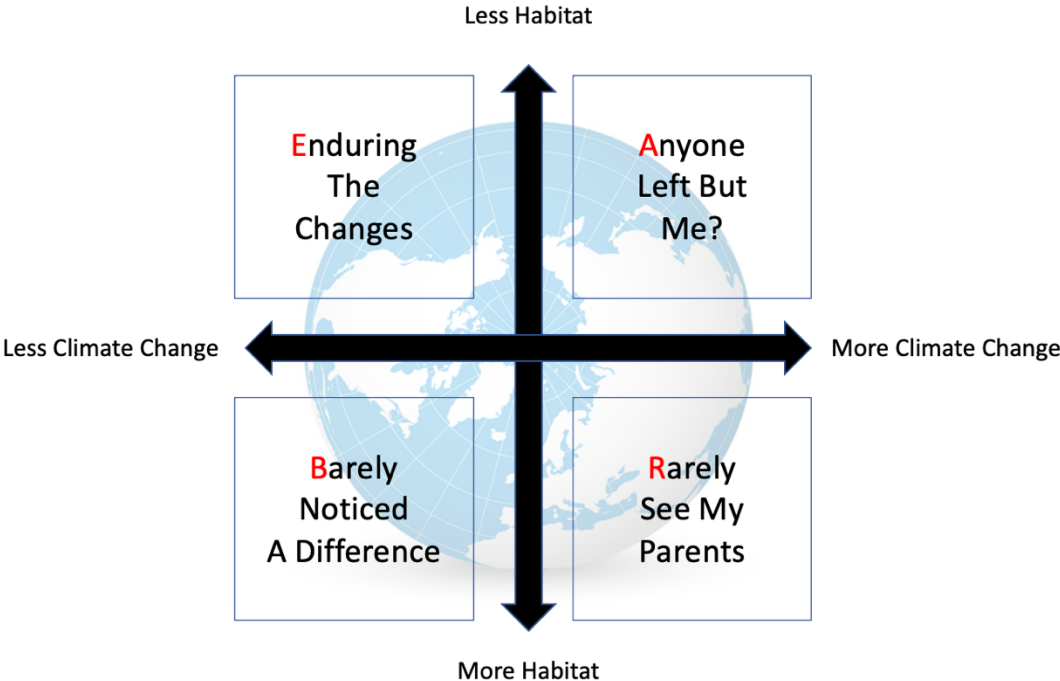 Less Habitat
Enduring
The
Changes
Anyone
Left But
Me?
Less Climate Change
More Climate Change
Barely
Noticed
A Difference
Rarely
See My
Parents
More Habitat